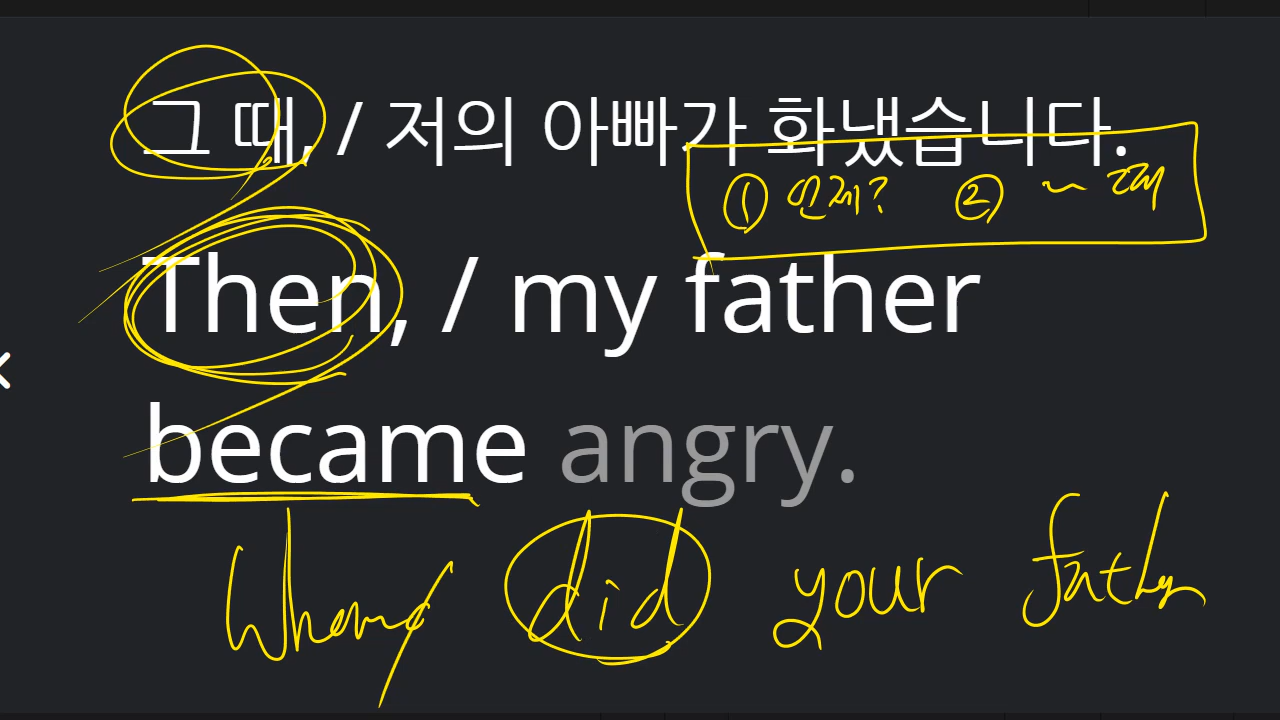 그 때, / 저의 아빠가 화냈습니다.
① 언제? ② ~ 때
Then, / my father
became angry.
When did your father